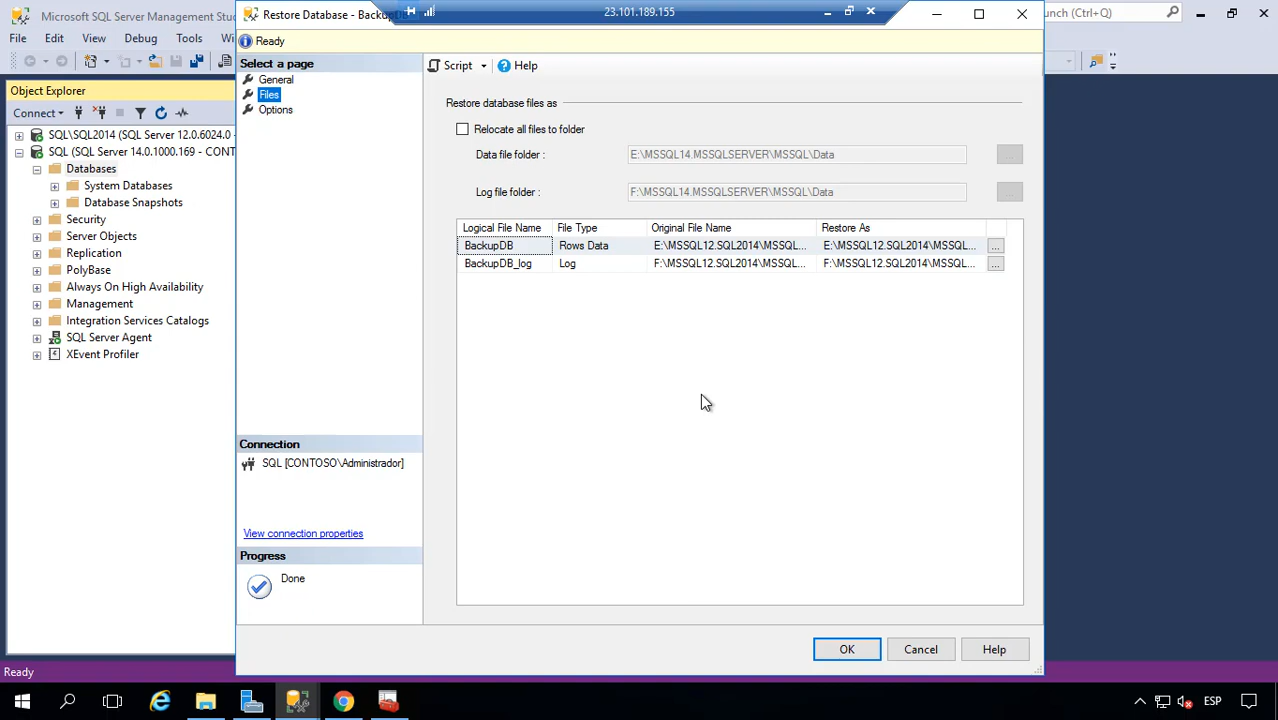 Microsoft SQL Server Management Studio
Restore Database - BackupD
23.101.189.155
unch (Ctrl+Q)
File Edit View Debug Tools Wi
Ready
Select a page
General
Files
Options
Script Help
Object Explorer
Connect
SQL\SQL2014 (SQL Server 12.0.6024.0 -
SQL (SQL Server 14.0.1000.169 - CONT
Databases
System Databases
Database Snapshots
Security
Server Objects
Replication
PolyBase
Always On High Availability
Management
Integration Services Catalogs
SQL Server Agent
XEvent Profiler
Restore database files as
Relocate all files to folder
Data file folder : E:\MSSQL14.MSSQLSERVER\MSSQL\Data ...
Log file folder : F:\MSSQL14.MSSQLSERVER\MSSQL\Data ...
Logical File Name File Type Original File Name Restore As
BackupDB Rows Data E:\MSSQL12.SQL2014\MSSQL... E:\MSSQL12.SQL2014\MSSQL... ...
BackupDB_log Log F:\MSSQL12.SQL2014\MSSQL... F:\MSSQL12.SQL2014\MSSQL... ...
Connection
SQL [CONTOSO\Administrador]
View connection properties
Progress
Done
OK Cancel Help
Ready
ESP